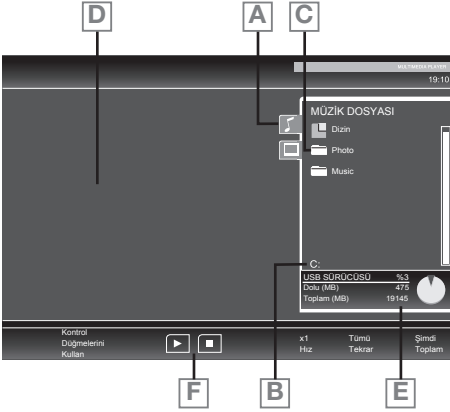 D A C
MULTIMEDIA PLAYER
19:10
MÜZİK DOSYASI
Dizin
Photo
Music
C:
USB SÜRÜCÜSÜ %3
Dolu (MB) 475
Toplam (MB) 19145
Kontrol
Düğmelerini
Kullan
x1 Tümü Şimdi
Hız Tekrar Toplam
F B E